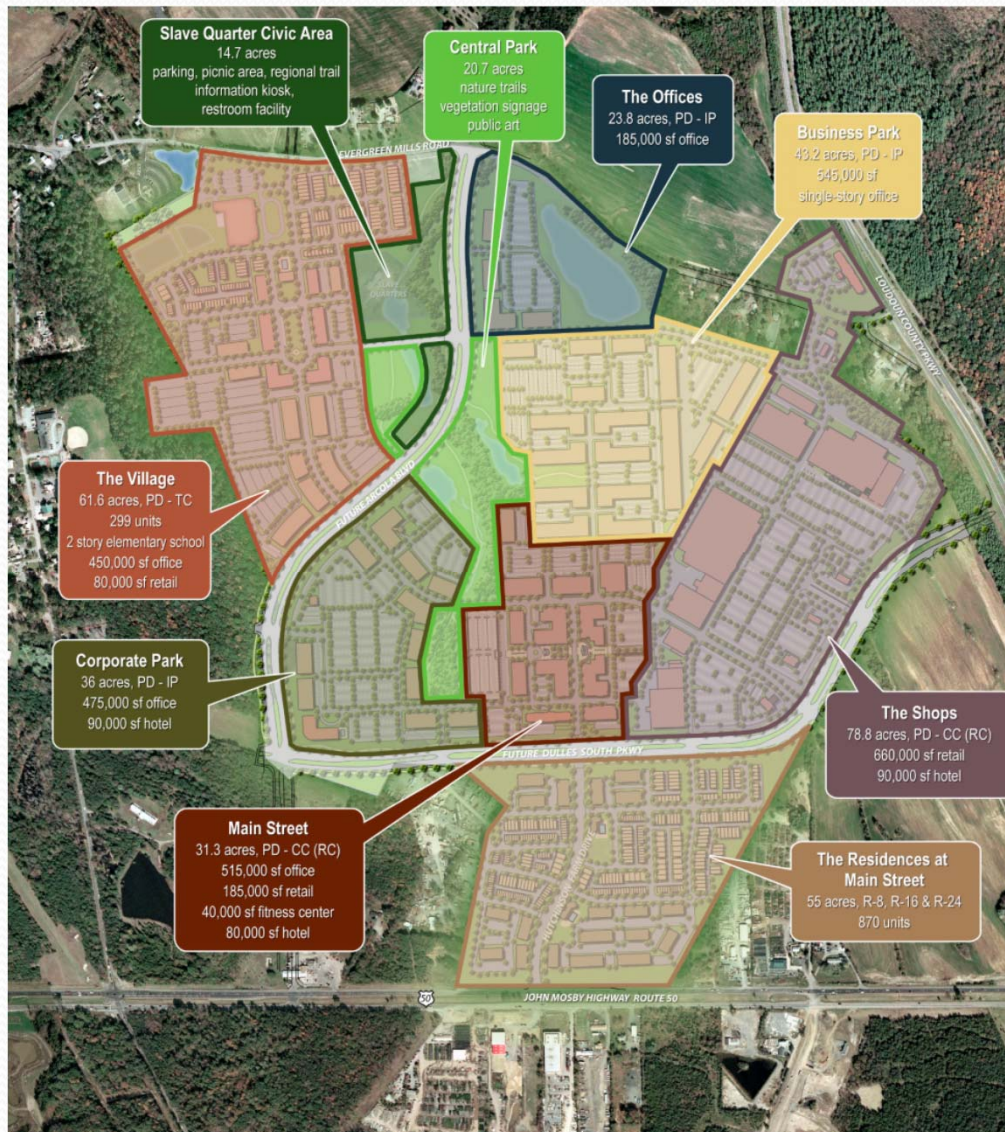 Slave Quarter Civic Area
14.7 acres
parking, picnic area, regional trail
information kiosk,
restroom facility
Central Park
20.7 acres
nature trails
vegetation signage
public art
The Offices
23.8 acres, PD - IP
185,000 sf office
Business Park
43.2 acres, PD - IP
545,000 sf
single-story office
EVERGREEN MILLS ROAD
LOUDOUN COUNTY PKWY
QUARTERS
The Village
61.6 acres, PD - TC
299 units
2 story elementary school
450,000 sf office
80,000 sf retail
FUTURE ARCOLA BLVD
Corporate Park
36 acres, PD - IP
475,000 sf office
90,000 sf hotel
The Shops
78.8 acres, PD - CC (RC)
660,000 sf retail
90,000 sf hotel
FUTURE DULLES SOUTH PKWY
Main Street
31.3 acres, PD - CC (RC)
515,000 sf office
185,000 sf retail
40,000 sf fitness center
80,000 sf hotel
The Residences at
Main Street
55 acres, R-8, R-16 & R-24
870 units
50
JOHN MOSBY HIGHWAY ROUTE 50